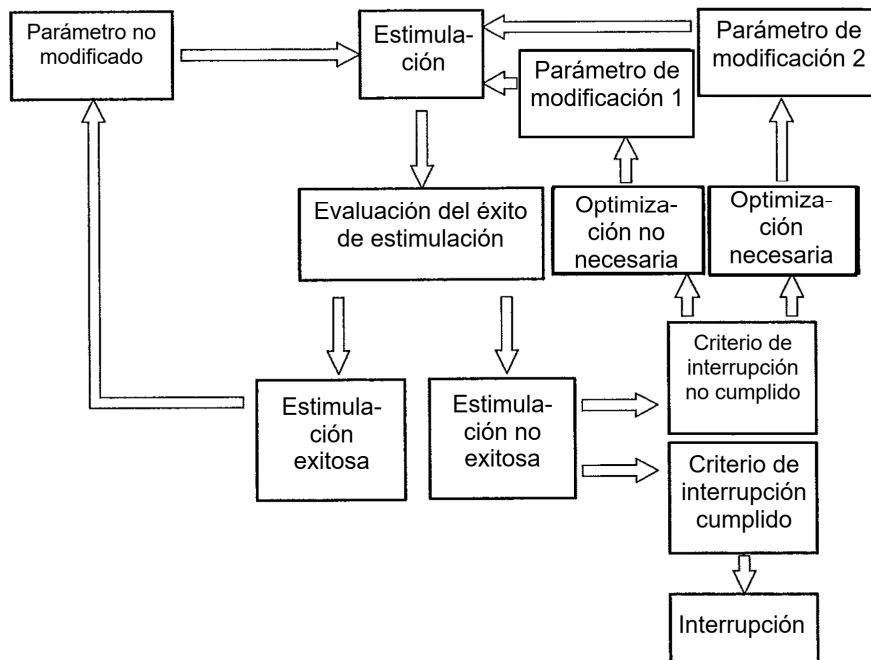 Parámetro no
modificado
Estimula-
ción
Parámetro de
modificación 2
Parámetro de
modificación 1
Evaluación del éxito
de estimulación
Optimiza-
ción no
necesaria
Optimiza-
ción
necesaria
Criterio de
interrupción
no cumplido
Estimula-
ción
exitosa
Estimula-
ción no
exitosa
Criterio de
interrupción
cumplido
Interrupción